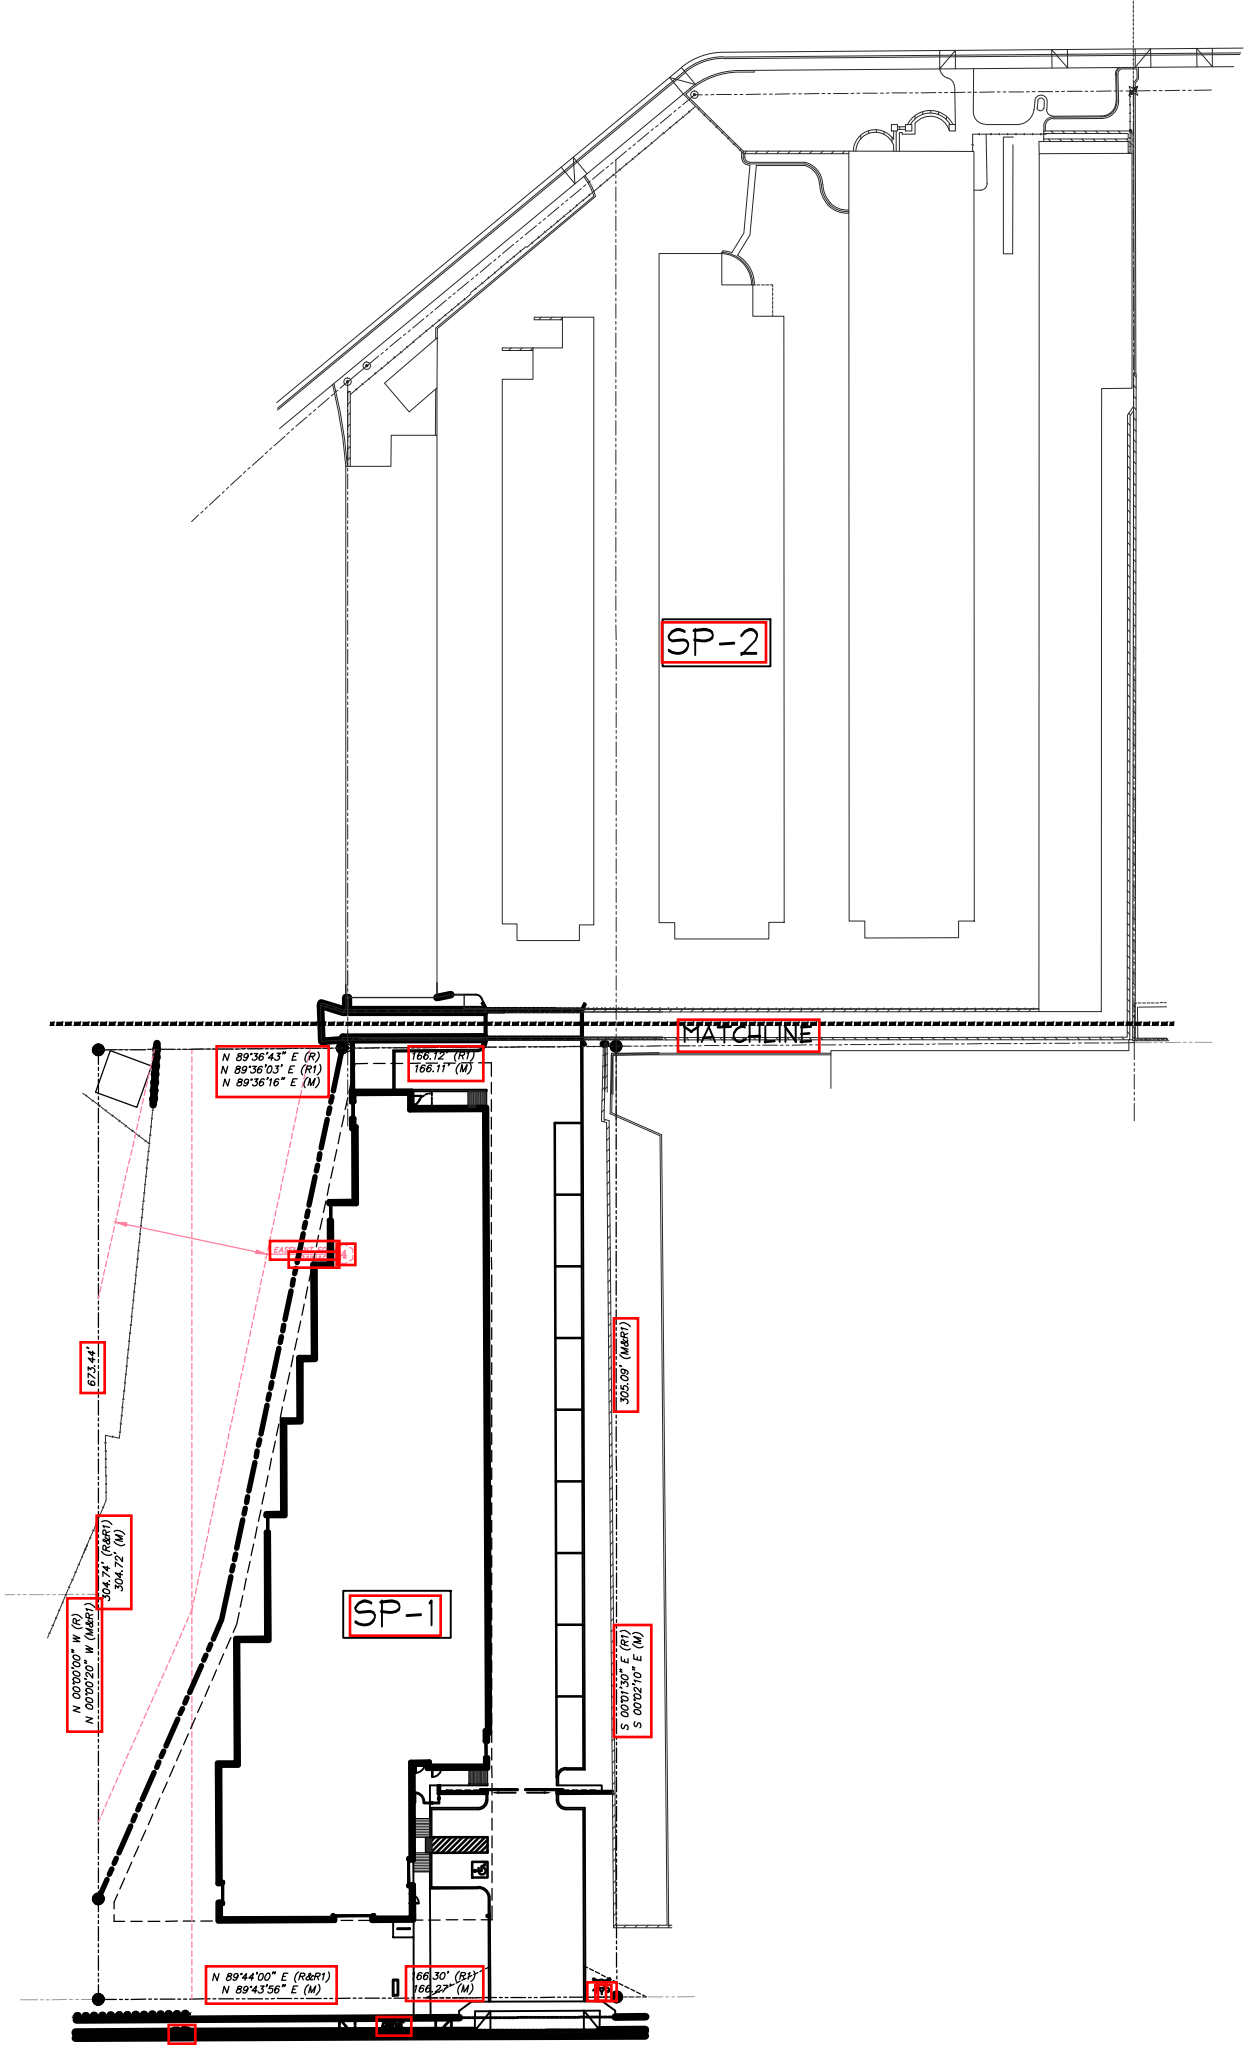 SP-2
MATCHLINE
N 89°36'43" E (R)
N 89°36'03' E (R1)
N 89°36'16" E (M)
166.12' (R1)
166.11' (M)
673.44'
305.09' (M&R1)
304.74' (R&R1)
304.72' (M)
SP-1
N 00°00'00" W (R)
N 00°00'20" W (M&R1)
S 00°01'30" E (R1)
S 00°02'10" E (M)
N 89°44'00" E (R&R1)
N 89°43'56" E (M)
166.30' (R1)
166.27' (M)